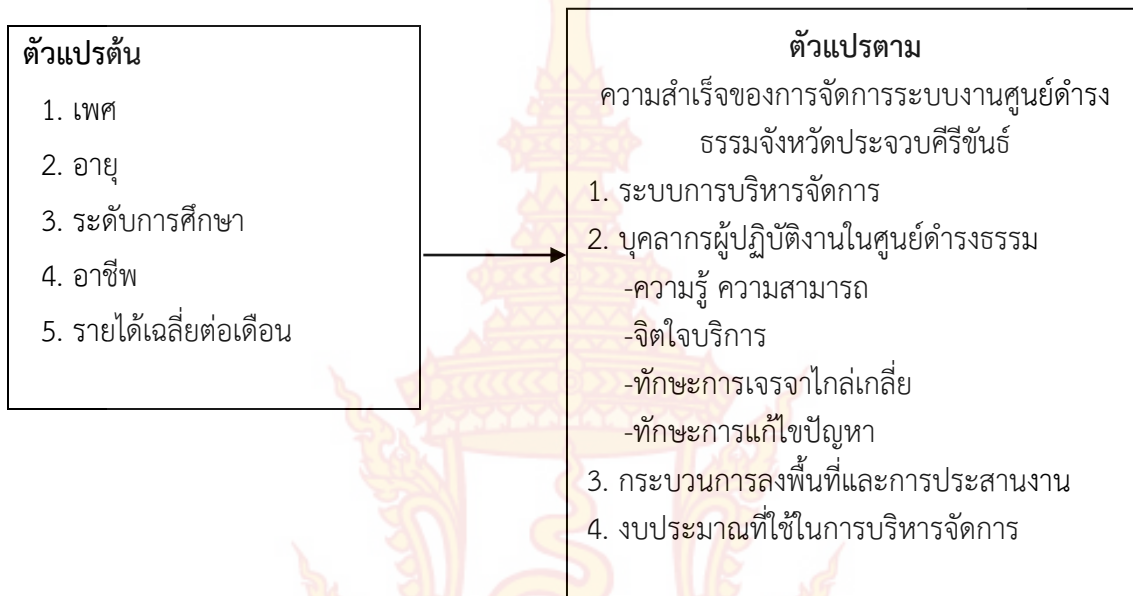 ตัวแปรต้น
1. เพศ
2. อายุ
3. ระดับการศึกษา
4. อาชีพ
5. รายได้เฉลี่ยต่อเดือน
ตัวแปรตาม
ความสำเร็จของการจัดการระบบงานศูนย์ดำรง
ธรรมจังหวัดประจวบคีรีขันธ์
1. ระบบการบริหารจัดการ
2. บุคลากรผู้ปฏิบัติงานในศูนย์ดำรงธรรม
-ความรู้ ความสามารถ
-จิตใจบริการ
-ทักษะการเจรจาไกล่เกลี่ย
-ทักษะการแก้ไขปัญหา
3. กระบวนการลงพื้นที่และการประสานงาน
4. งบประมาณที่ใช้ในการบริหารจัดการ